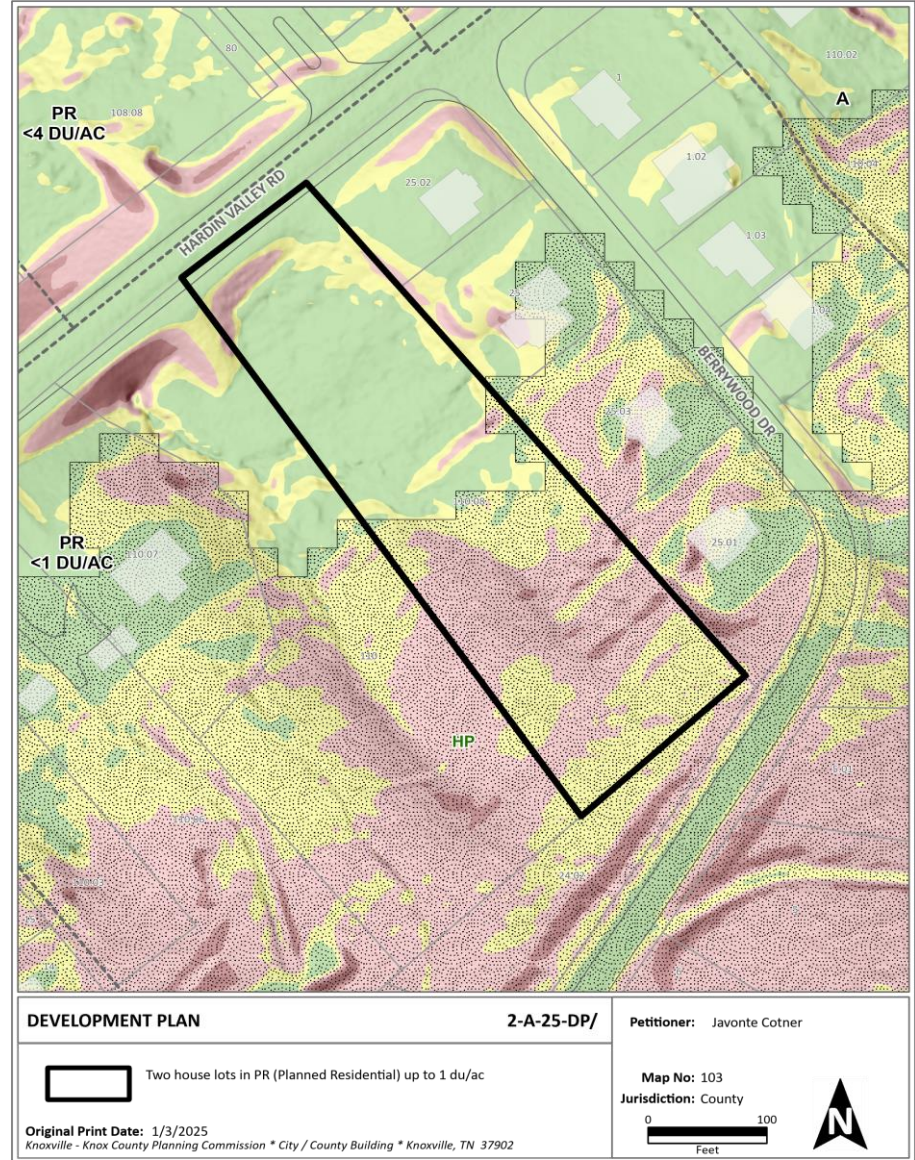 80
110.02
1
A
PR
<4 DU/AC
108.08
1.02
25.02
HARDIN VALLEY RD
1.03
BERRYWOOD DR
110.08
PR
<1 DU/AC
110.07
25.01
HP
DEVELOPMENT PLAN
2-A-25-DP/
Petitioner: Javonte Cotner
Two house lots in PR (Planned Residential) up to 1 du/ac
Map No: 103
Jurisdiction: County
Original Print Date: 1/3/2025
Knoxville - Knox County Planning Commission * City / County Building * Knoxville, TN 37902
0 100
Feet
N